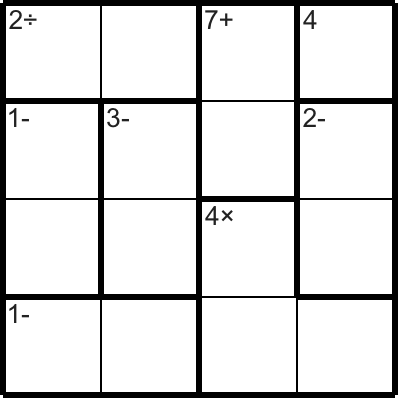 2÷ 7+ 4
1- 3- 2-
4×
1-